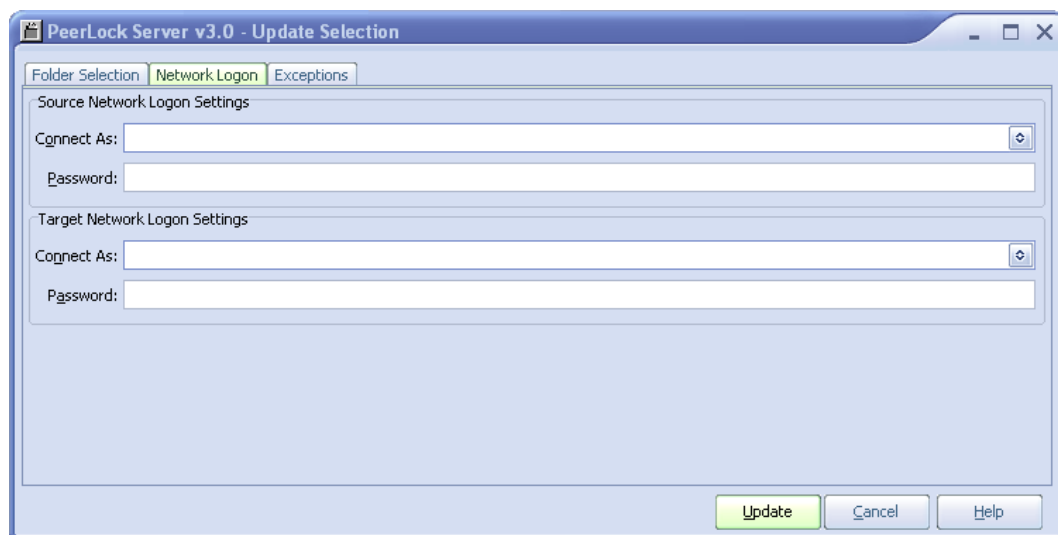 PeerLock Server v3.0 - Update Selection
Folder Selection Network Logon Exceptions
Source Network Logon Settings
Connect As:
Password:
Target Network Logon Settings
Connect As:
Password:
Update Cancel Help